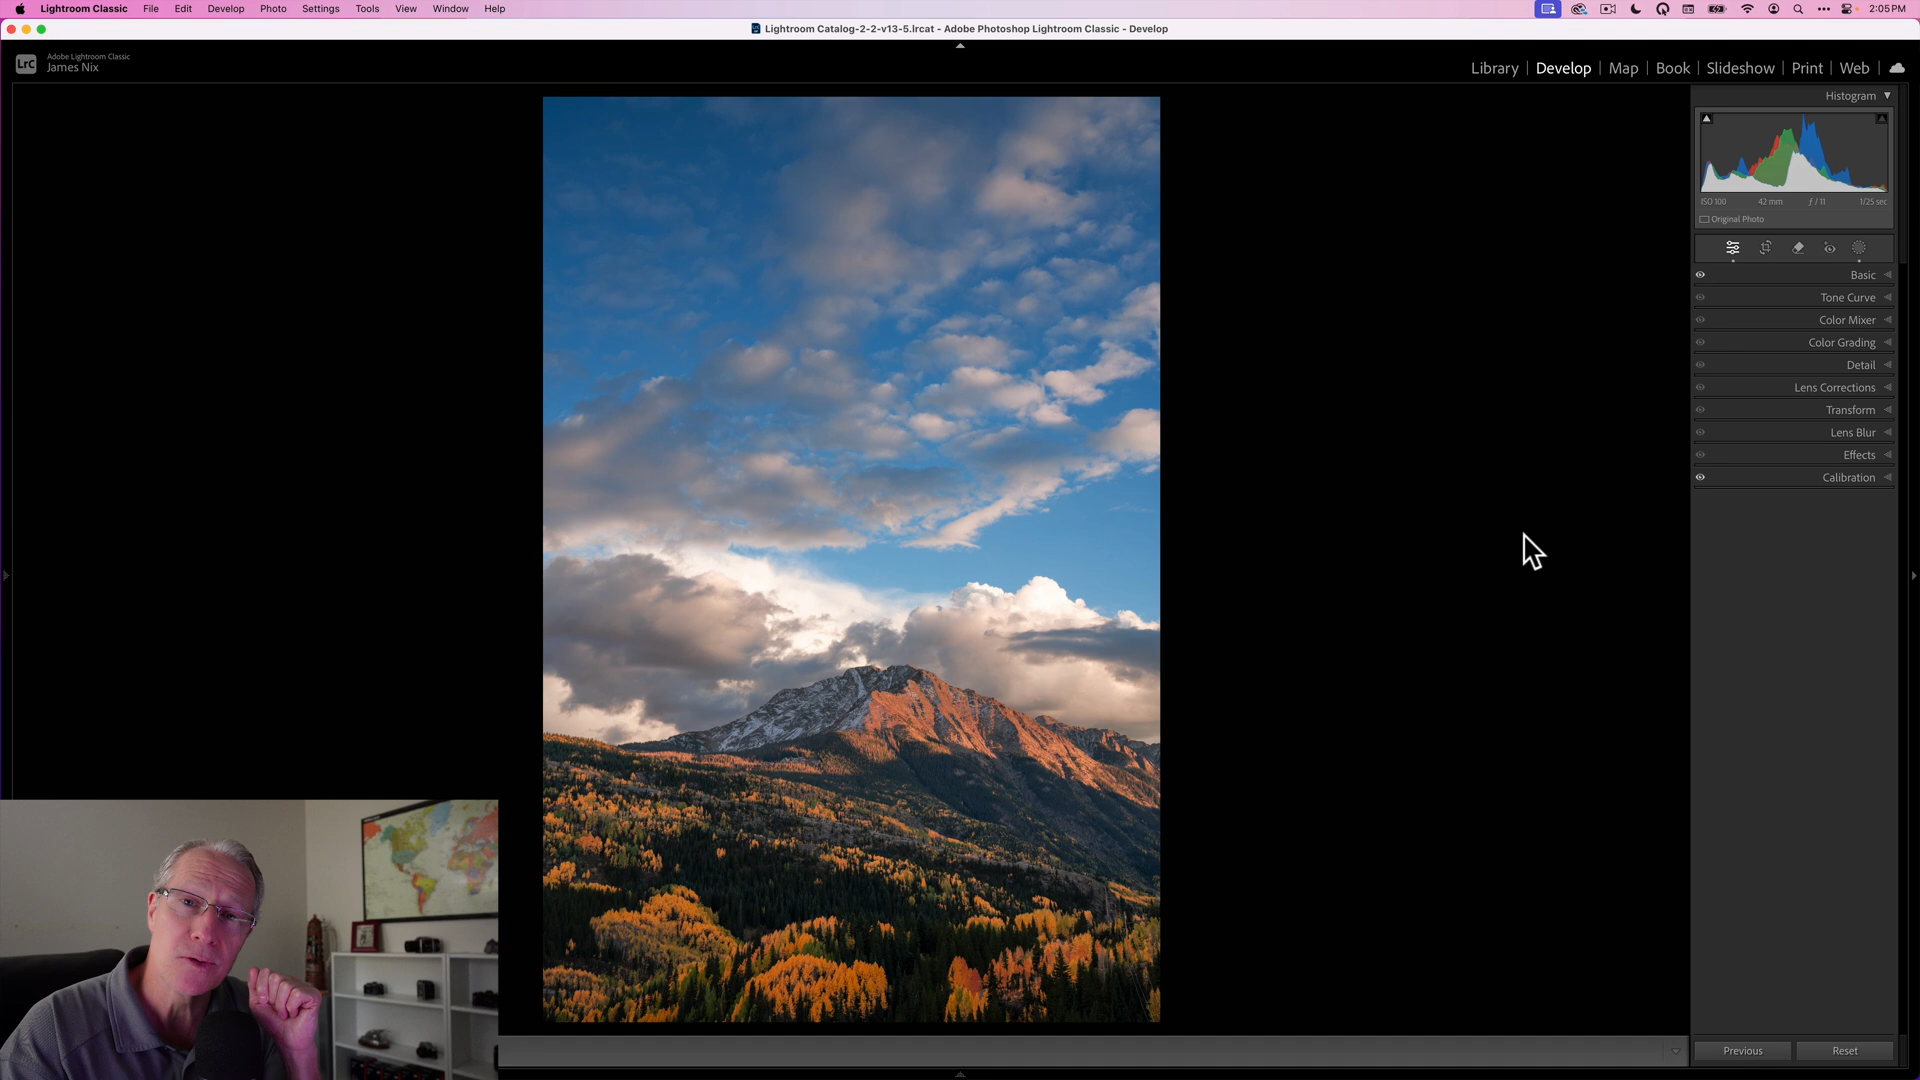 Lightroom Classic File Edit Develop Photo Settings Tools View Window Help 2:05PM
Lightroom Catalog-2-2-v13-5.lrcat - Adobe Photoshop Lightroom Classic - Develop
LrC
Adobe Lightroom Classic
James Nix
Library | Develop | Map | Book | Slideshow | Print | Web |
Histogram
ISO 100 42 mm ƒ / 11 1/25 sec
Original Photo
Basic
Tone Curve
Color Mixer
Color Grading
Detail
Lens Corrections
Transform
Lens Blur
Effects
Calibration
Previous Reset